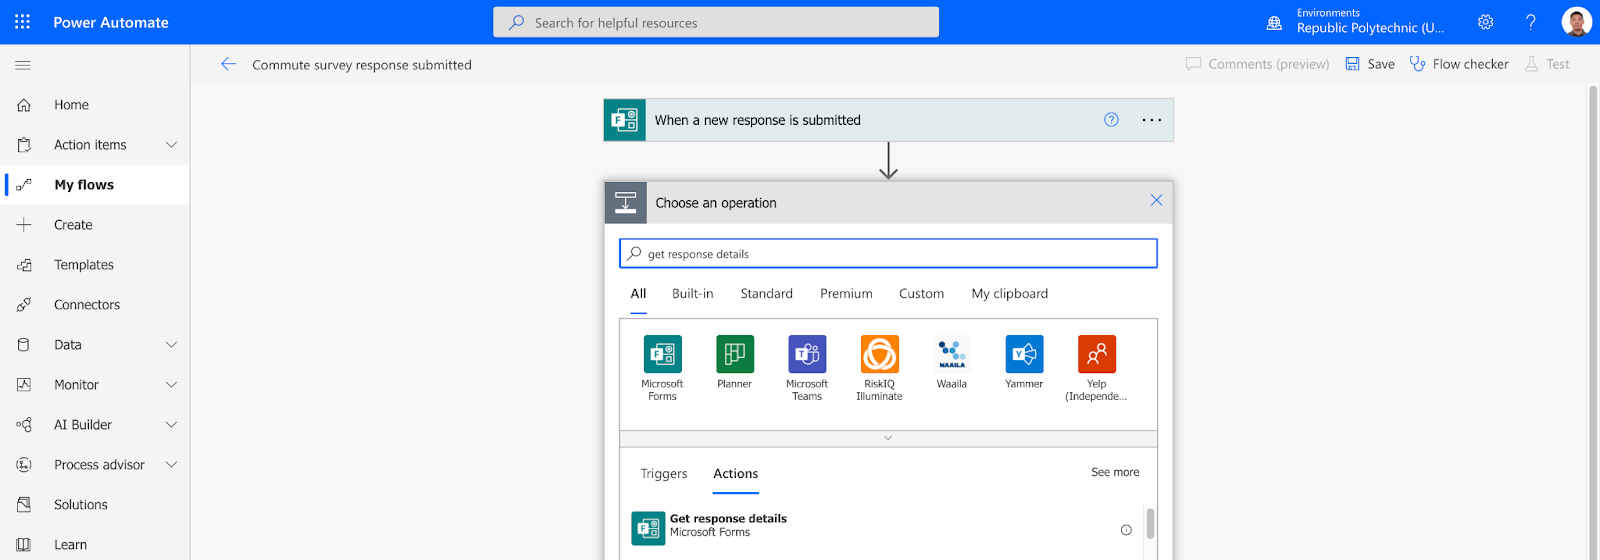 Power Automate
Search for helpful resources
Environments
Republic Polytechnic (U...
?
Commute survey response submitted
Comments (preview)
Save
Flow checker
Test
Home
Action items
My flows
Create
Templates
Connectors
Data
Monitor
AI Builder
Process advisor
Solutions
Learn
When a new response is submitted
Choose an operation
get response details
All
Built-in
Standard
Premium
Custom
My clipboard
Microsoft
Forms
Planner
Microsoft
Teams
RiskIQ
Illuminate
WAAILA
Waaila
Yammer
Yelp
(Independe...
Triggers
Actions
See more
Get response details
Microsoft Forms